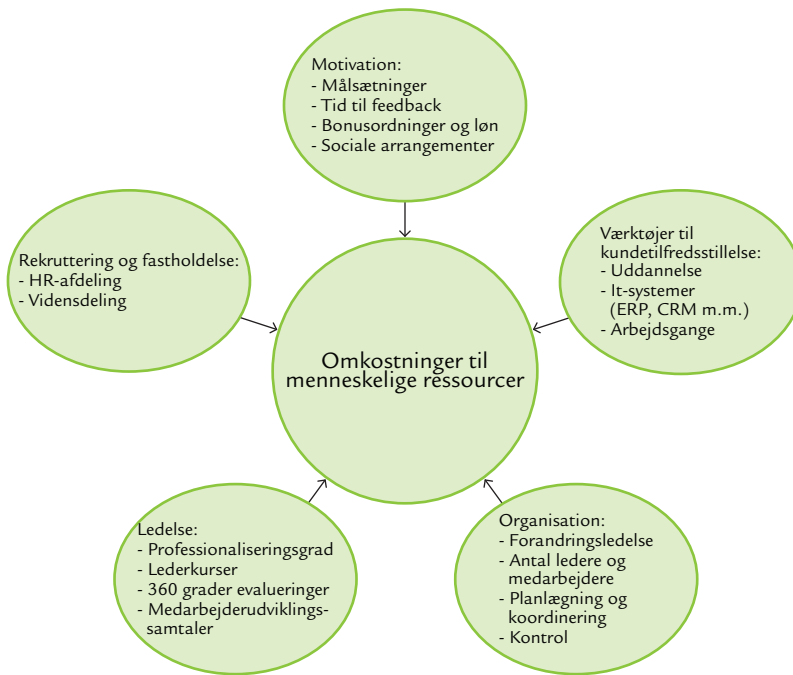 Motivation:
- Målsætninger
- Tid til feedback
- Bonusordninger og løn
- Sociale arrangementer
Rekruttering og fastholdelse:
- HR-afdeling
- Vidensdeling
Værktøjer til
kundetilfredsstillelse:
- Uddannelse
- It-systemer
(ERP, CRM m.m.)
- Arbejdsgange
Omkostninger til
menneskelige ressourcer
Ledelse:
- Professionaliseringsgrad
- Lederkurser
- 360 grader evalueringer
- Medarbejderudviklings-
samtaler
Organisation:
- Forandringsledelse
- Antal ledere og
medarbejdere
- Planlægning og
koordinering
- Kontrol